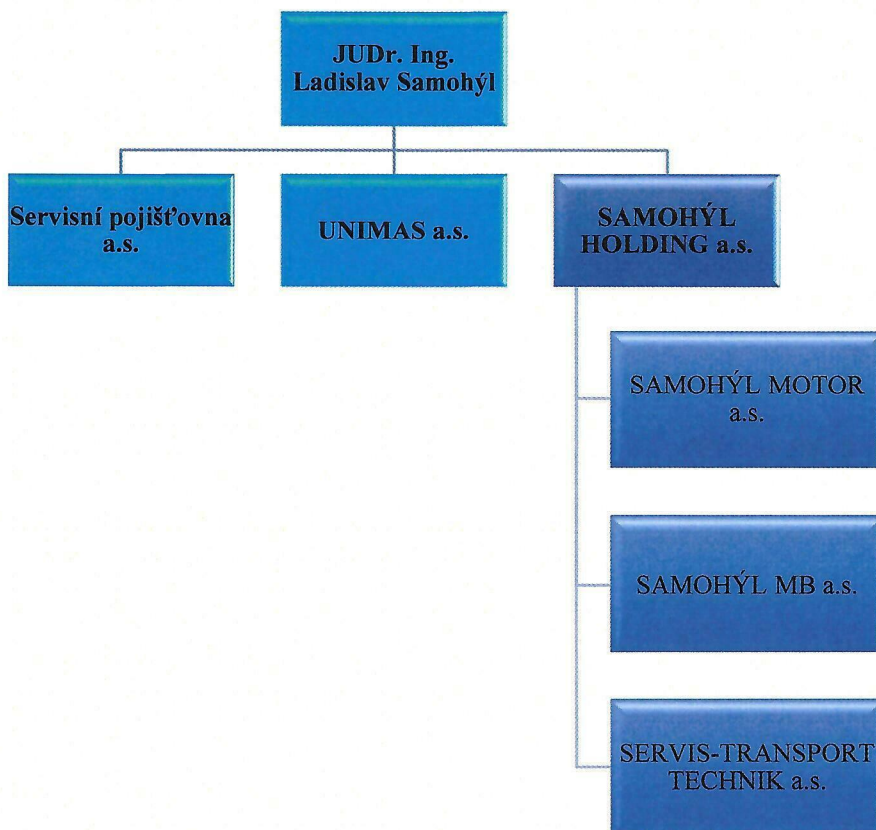 JUDr. Ing.
Ladislav Samohýl
Servisní pojišťovna
a.s.
UNIMAS a.s.
SAMOHÝL
HOLDING a.s.
SAMOHÝL MOTOR
a.s.
SAMOHÝL MB a.s.
SERVIS-TRANSPORT
TECHNIK a.s.